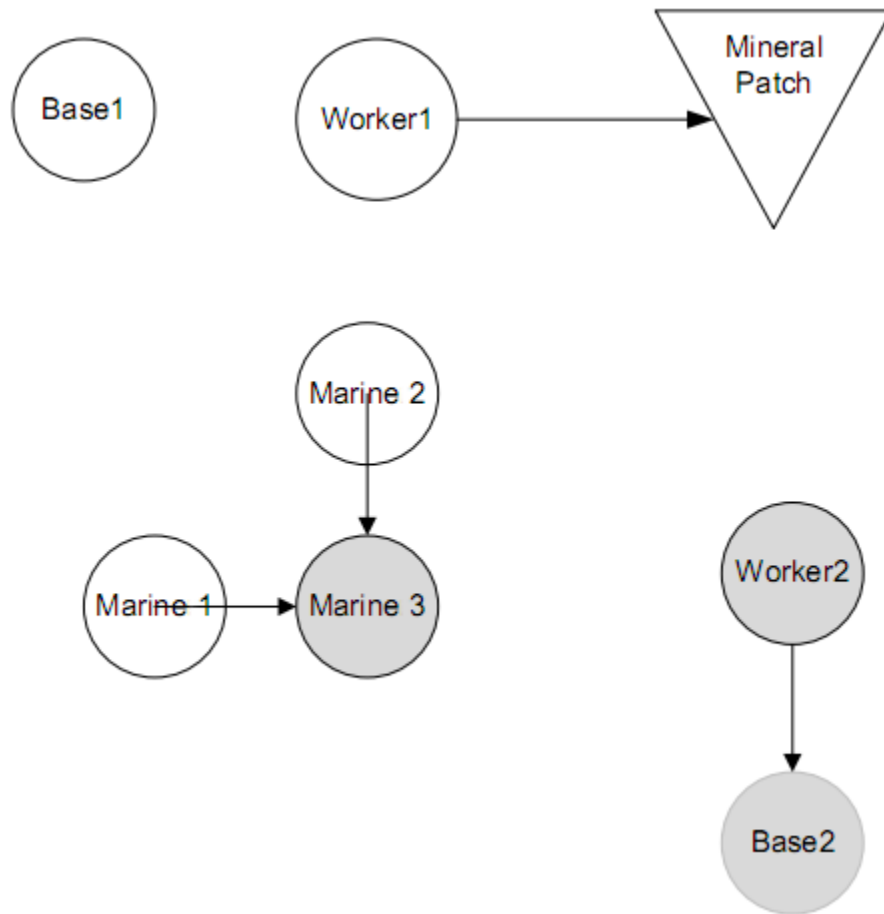 Base1
Worker1
Mineral
Patch
Marine 2
Marine 1
Marine 3
Worker2
Base2